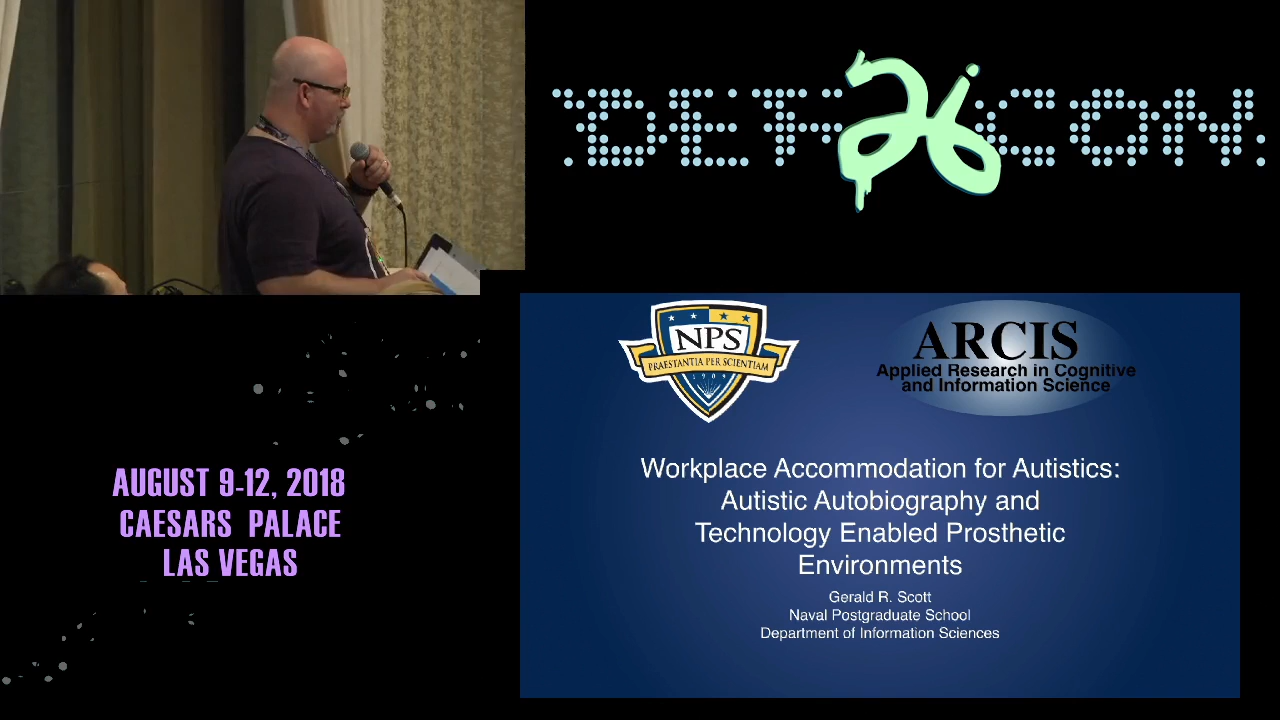 DEF 26 CON
NPS
PRAESTANTIA PER SCIENTIAM
1909
ARCIS
Applied Research in Cognitive
and Information Science
Workplace Accommodation for Autistics:
Autistic Autobiography and
Technology Enabled Prosthetic
Environments
Gerald R. Scott
Naval Postgraduate School
Department of Information Sciences
AUGUST 9-12, 2018
CAESARS PALACE
LAS VEGAS